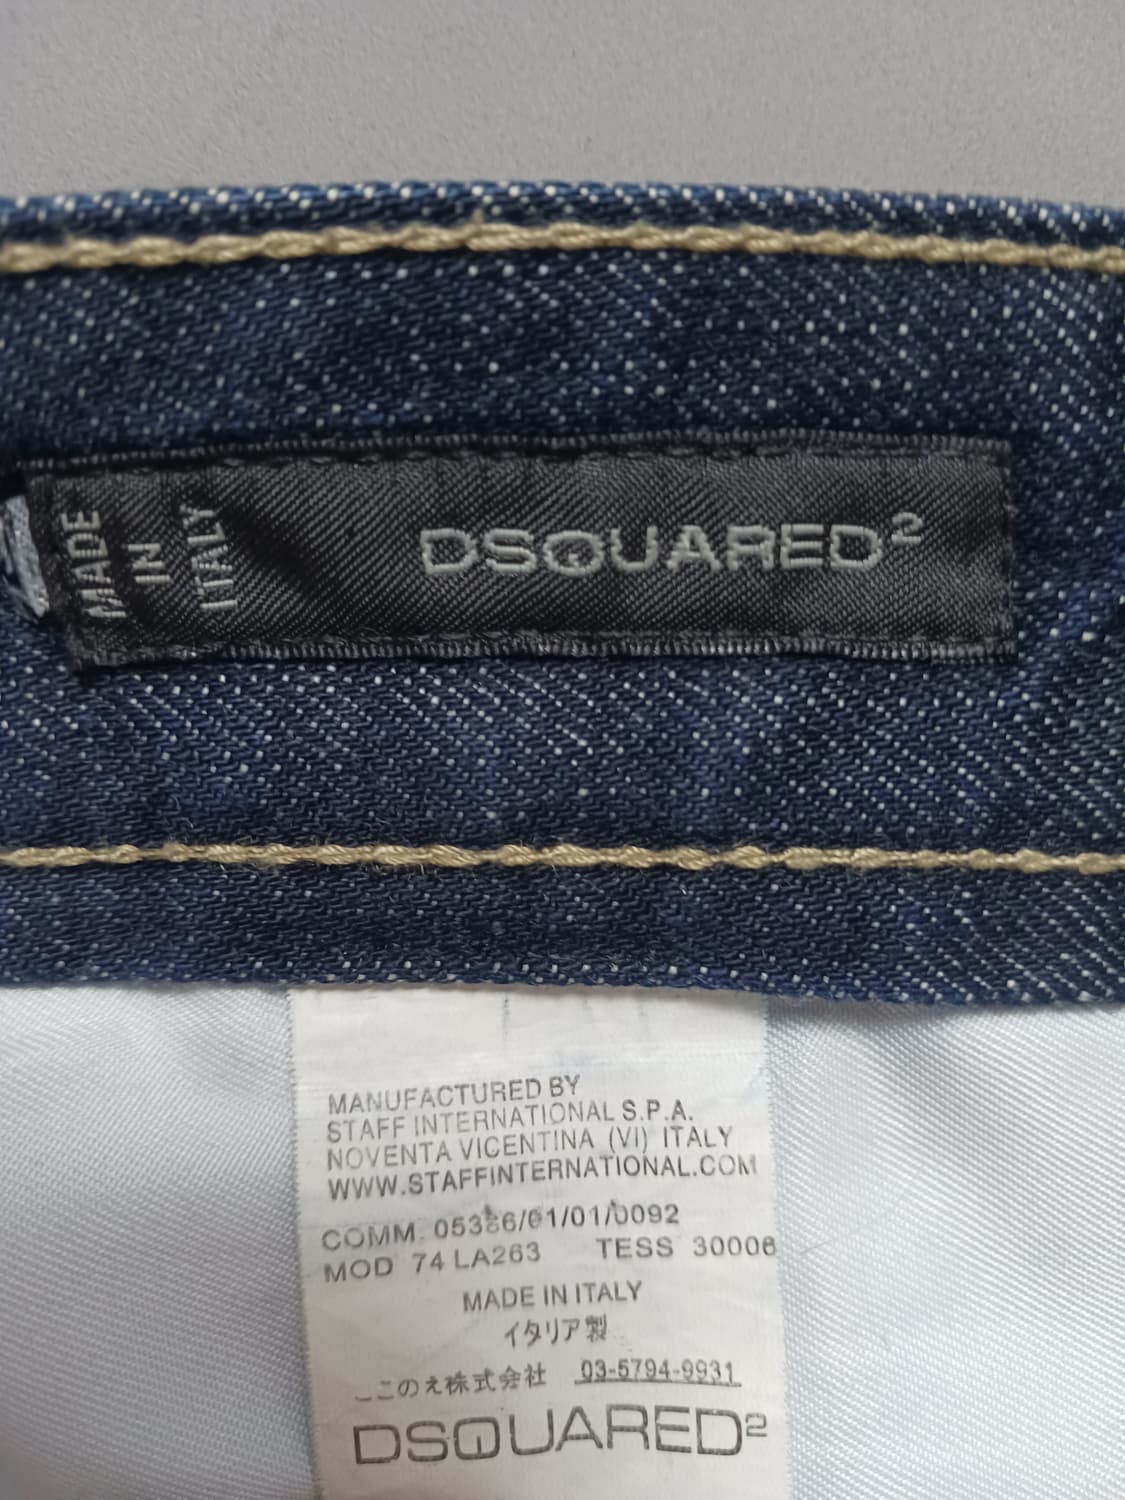 MADE
IN
ITALY
DSQUARED2
MANUFACTURED BY
STAFF INTERNATIONAL S.P.A.
NOVENTA VICENTINA (VI) ITALY
WWW.STAFFINTERNATIONAL.COM
COMM. 05386/01/01/0092
MOD 74 LA263 TESS 30006
MADE IN ITALY
イタリア製
ここのえ株式会社 03-5794-9931
DSQUARED2